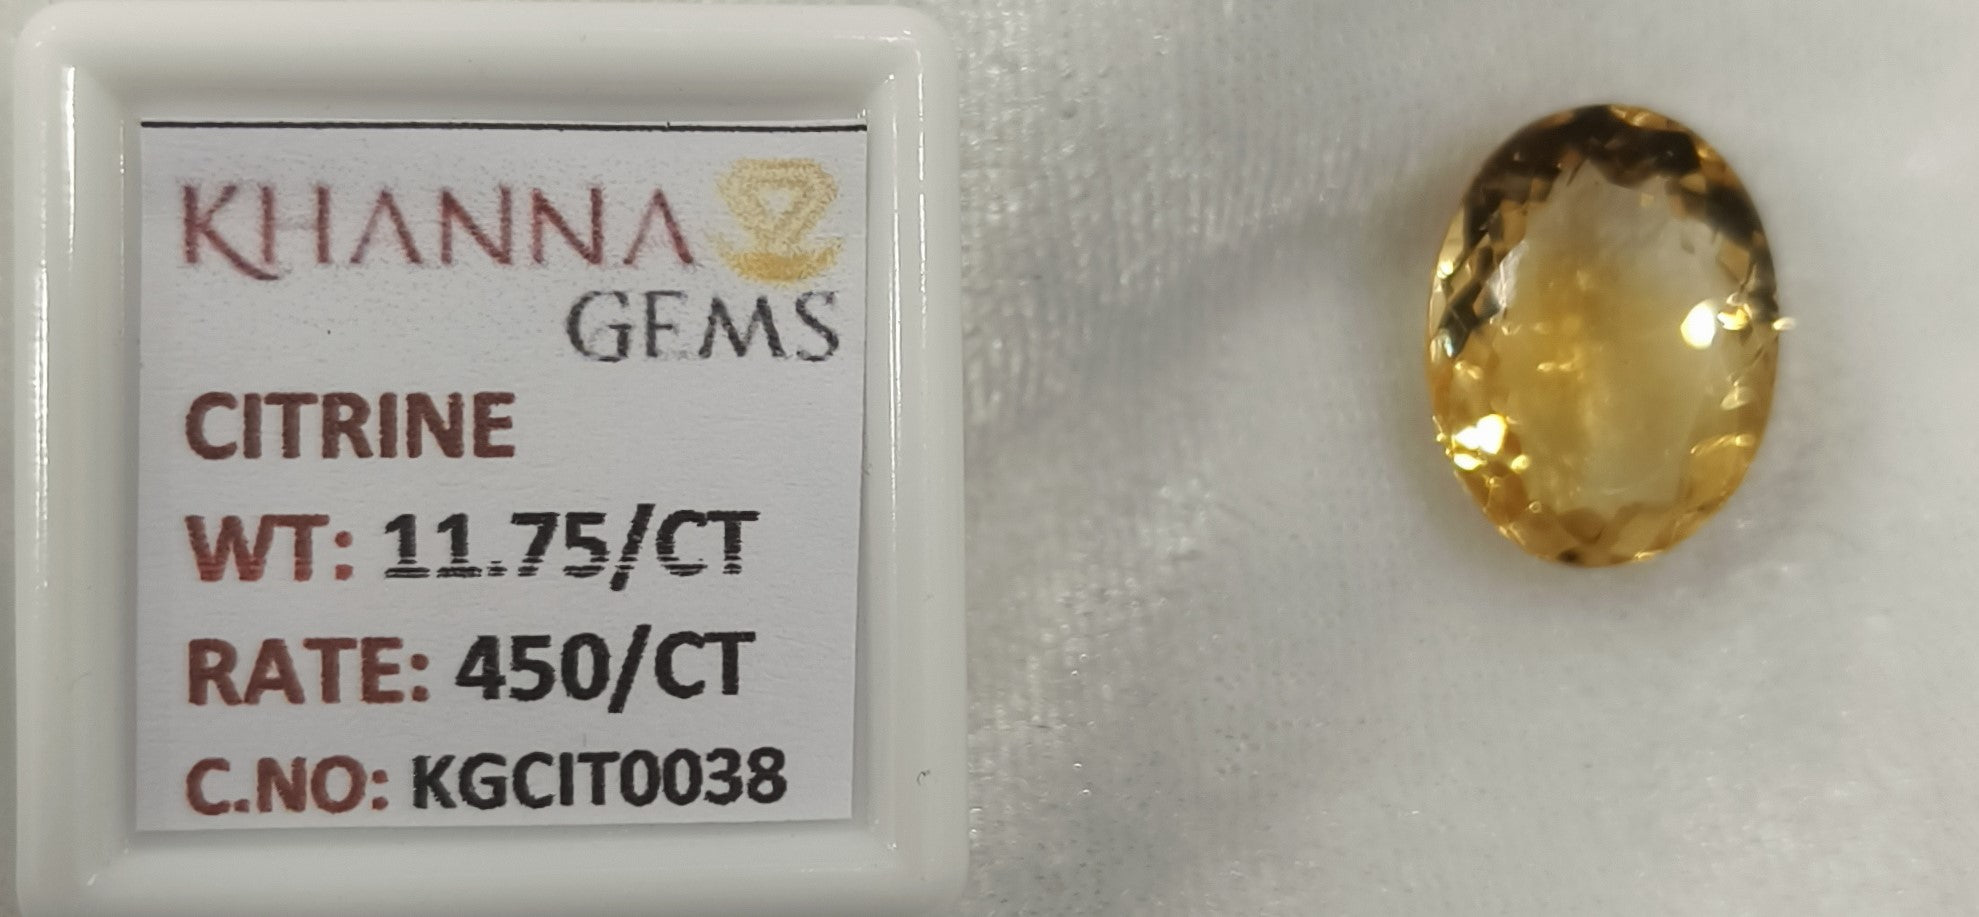 KHANNA
GEMS
CITRINE
WT: 11.75/CT
RATE: 450/CT
C.NO: KGCIT0038